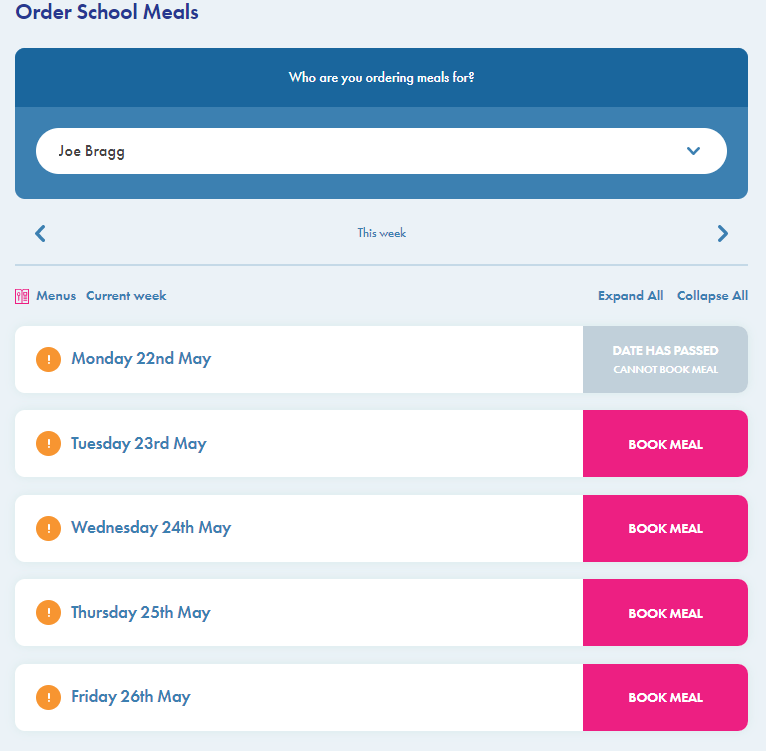 Order School Meals
Who are you ordering meals for?
Joe Bragg
This week
Menus Current week Expand All Collapse All
Monday 22nd May
DATE HAS PASSED
CANNOT BOOK MEAL
! Tuesday 23rd May BOOK MEAL
! Wednesday 24th May BOOK MEAL
! Thursday 25th May BOOK MEAL
! Friday 26th May BOOK MEAL